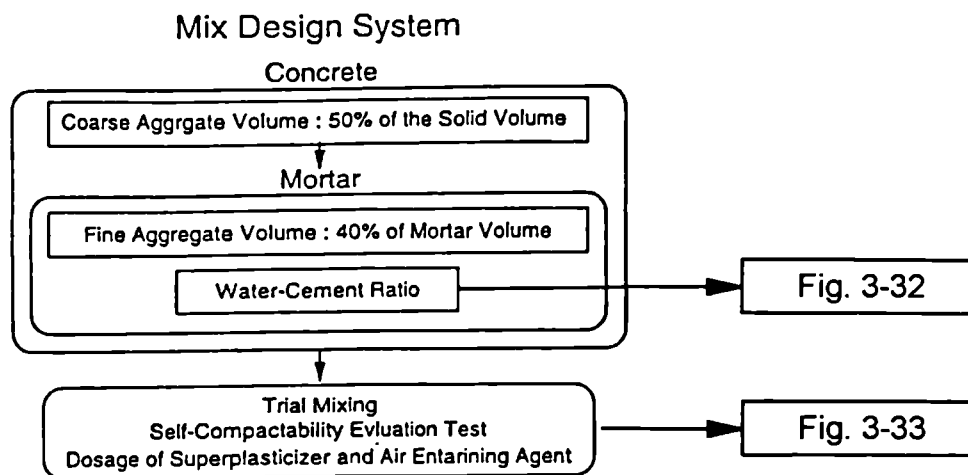 Mix Design System
Concrete
Coarse Aggrgate Volume : 50% of the Solid Volume
Mortar
Fine Aggregate Volume : 40% of Mortar Volume
Water-Cement Ratio
Fig. 3-32
Trial Mixing
Self-Compactability Evluation Test
Dosage of Superplasticizer and Air Entarining Agent
Fig. 3-33